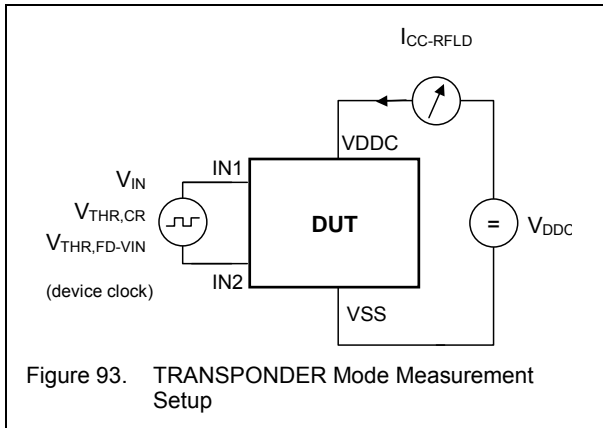 ICC-RFLD
VDDC
IN1
VIN
VTHR,CR
DUT
=
VDDC
VTHR,FD-VIN
IN2
(device clock)
VSS
Figure 93. TRANSPONDER Mode Measurement
Setup